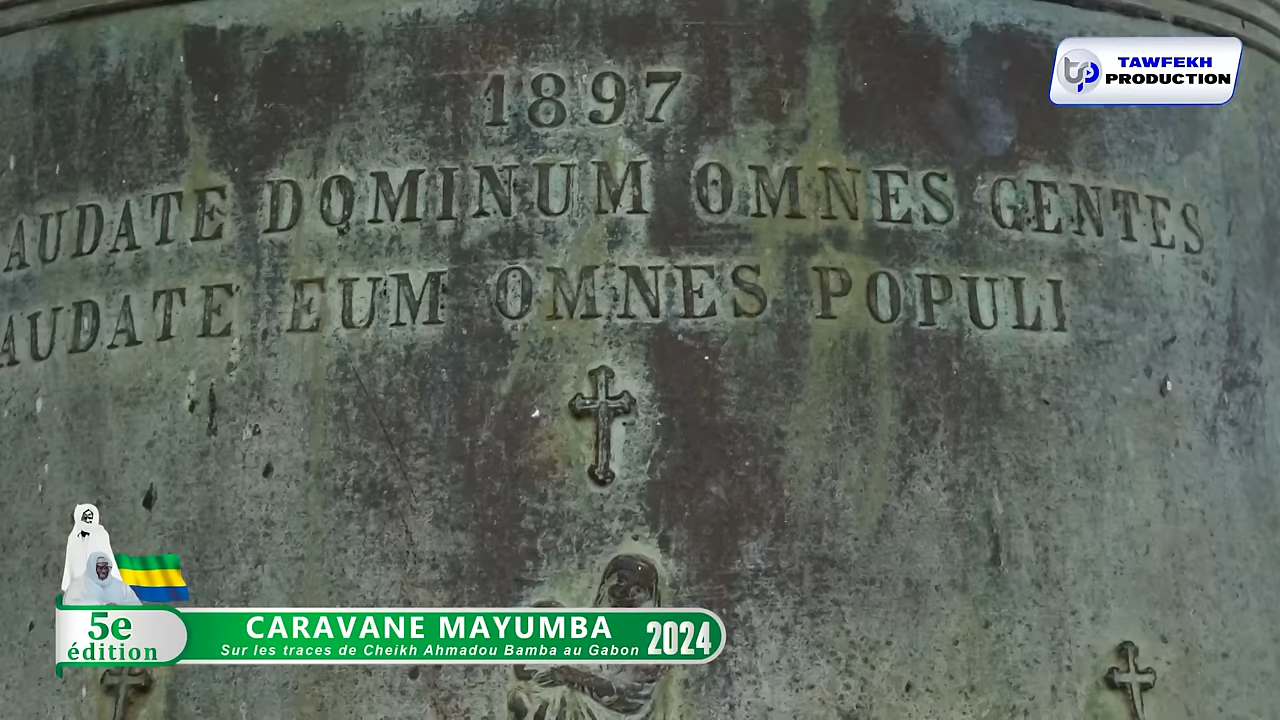 TAWFEKH
PRODUCTION
1897
AUDATE DOMINUM OMNES GENTES
AUDATE EUM OMNES POPULI
5e
édition
CARAVANE MAYUMBA
Sur les traces de Cheikh Ahmadou Bamba au Gabon
2024